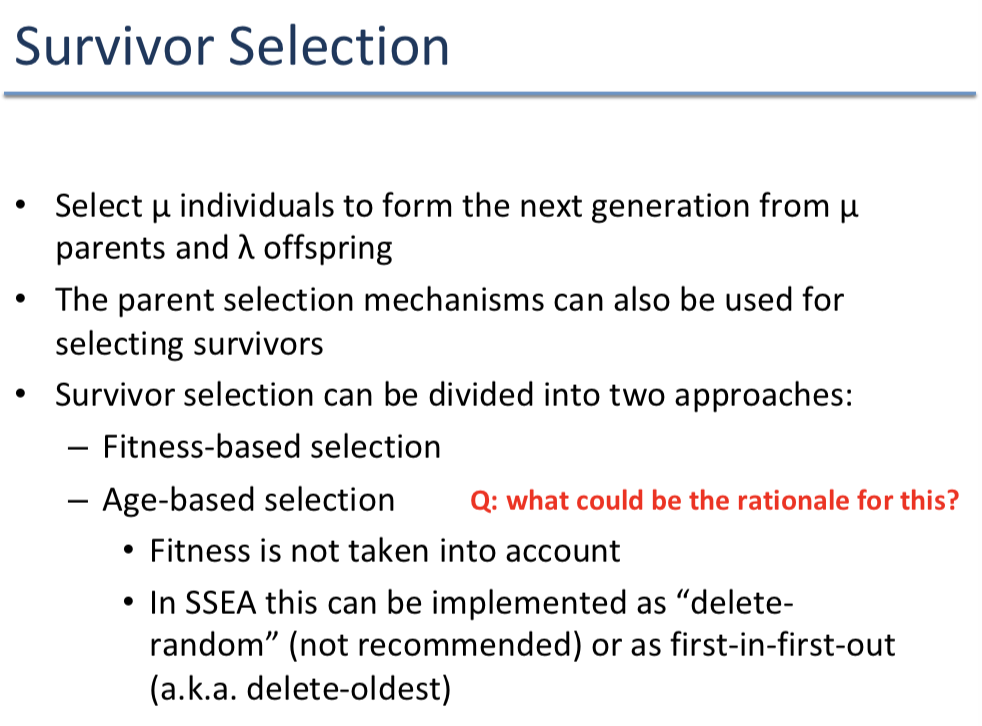 Survivor Selection
• Select μ individuals to form the next generation from μ
parents and λ offspring
• The parent selection mechanisms can also be used for
selecting survivors
• Survivor selection can be divided into two approaches:
– Fitness-based selection
– Age-based selection Q: what could be the rationale for this?
• Fitness is not taken into account
• In SSEA this can be implemented as “delete-
random” (not recommended) or as first-in-first-out
(a.k.a. delete-oldest)